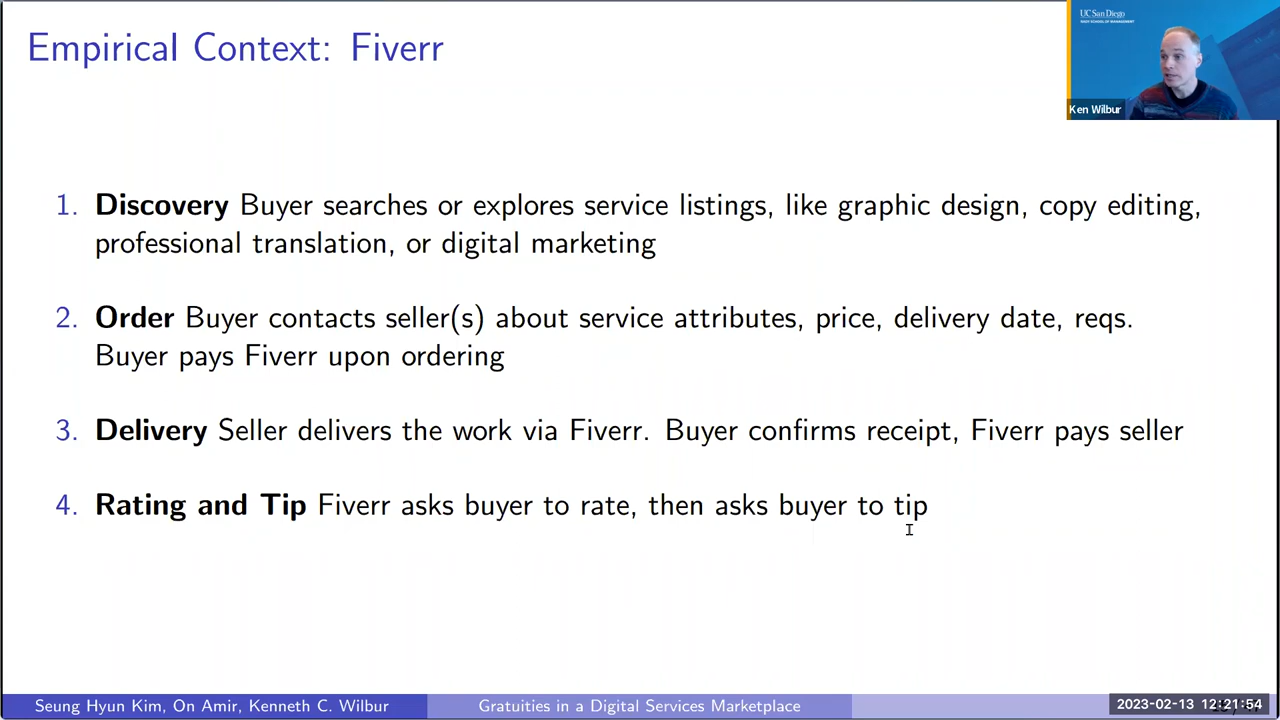 Empirical Context: Fiverr
UC San Diego
RADY SCHOOL OF MANAGEMENT
Ken Wilbur
1. Discovery Buyer searches or explores service listings, like graphic design, copy editing,
professional translation, or digital marketing
2. Order Buyer contacts seller(s) about service attributes, price, delivery date, reqs.
Buyer pays Fiverr upon ordering
3. Delivery Seller delivers the work via Fiverr. Buyer confirms receipt, Fiverr pays seller
4. Rating and Tip Fiverr asks buyer to rate, then asks buyer to tip
Seung Hyun Kim, On Amir, Kenneth C. Wilbur
Gratuities in a Digital Services Marketplace
2023-02-13 12:21:54